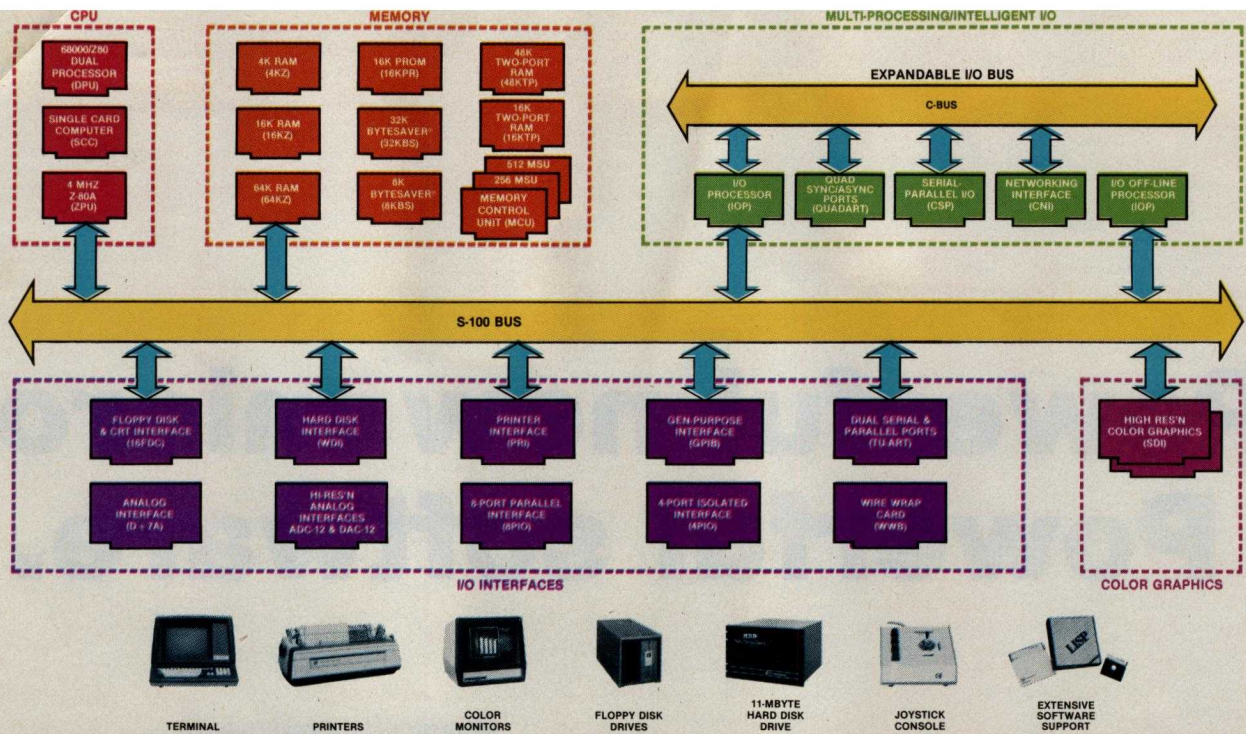 CPU
68000/Z80
DUAL
PROCESSOR
(DPU)
SINGLE CARD
COMPUTER
(SCC)
4 MHZ
Z-80A
(ZPU)
MEMORY
4K RAM
(4KZ)
16K PROM
(16KPR)
48K
TWO-PORT
RAM
(48KTP)
16K RAM
(16KZ)
32K
BYTESAVER®
(32KBS)
16K
TWO-PORT
RAM
(16KTP)
64K RAM
(64KZ)
8K
BYTESAVER®
(8KBS)
512 MSU
256 MSU
MEMORY
CONTROL
UNIT (MCU)
MULTI-PROCESSING/INTELLIGENT I/O
EXPANDABLE I/O BUS
C-BUS
I/O
PROCESSOR
(IOP)
QUAD
SYNC/ASYNC
PORTS
(QUADART)
SERIAL-
PARALLEL I/O
(CSP)
NETWORKING
INTERFACE
(CNI)
I/O OFF-LINE
PROCESSOR
(IOP)
S-100 BUS
FLOPPY DISK
& CRT INTERFACE
(16FDC)
HARD DISK
INTERFACE
(WDI)
PRINTER
INTERFACE
(PRI)
GEN-PURPOSE
INTERFACE
(GPIB)
DUAL SERIAL &
PARALLEL PORTS
(TU-ART)
HIGH RES'N
COLOR GRAPHICS
(SDI)
ANALOG
INTERFACE
(D + 7A)
HI-RES'N
ANALOG
INTERFACES
ADC-12 & DAC-12
8-PORT PARALLEL
INTERFACE
(8PIO)
4-PORT ISOLATED
INTERFACE
(4PIO)
WIRE WRAP
CARD
(WWB)
I/O INTERFACES
COLOR GRAPHICS
LISP
TERMINAL
PRINTERS
COLOR
MONITORS
FLOPPY DISK
DRIVES
11-MBYTE
HARD DISK
DRIVE
JOYSTICK
CONSOLE
EXTENSIVE
SOFTWARE
SUPPORT